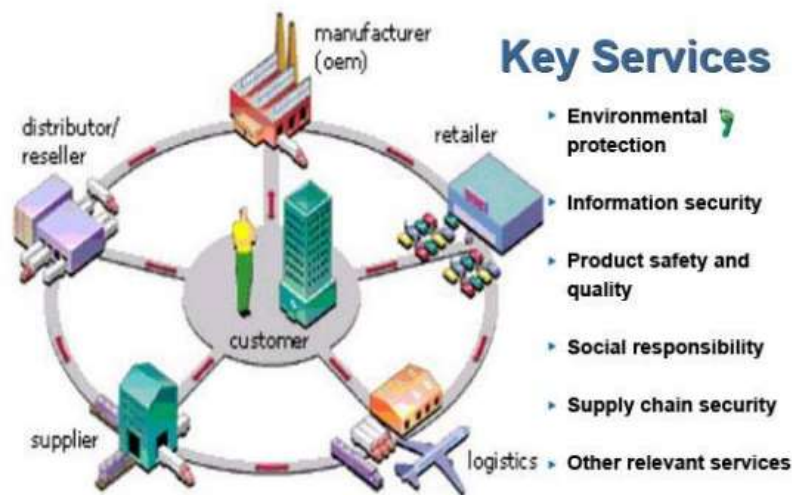 manufacturer
(oem)
Key Services
distributor/
reseller
retailer
Environmental
protection
Information security
Product safety and
quality
customer
Social responsibility
Supply chain security
supplier
logistics
Other relevant services